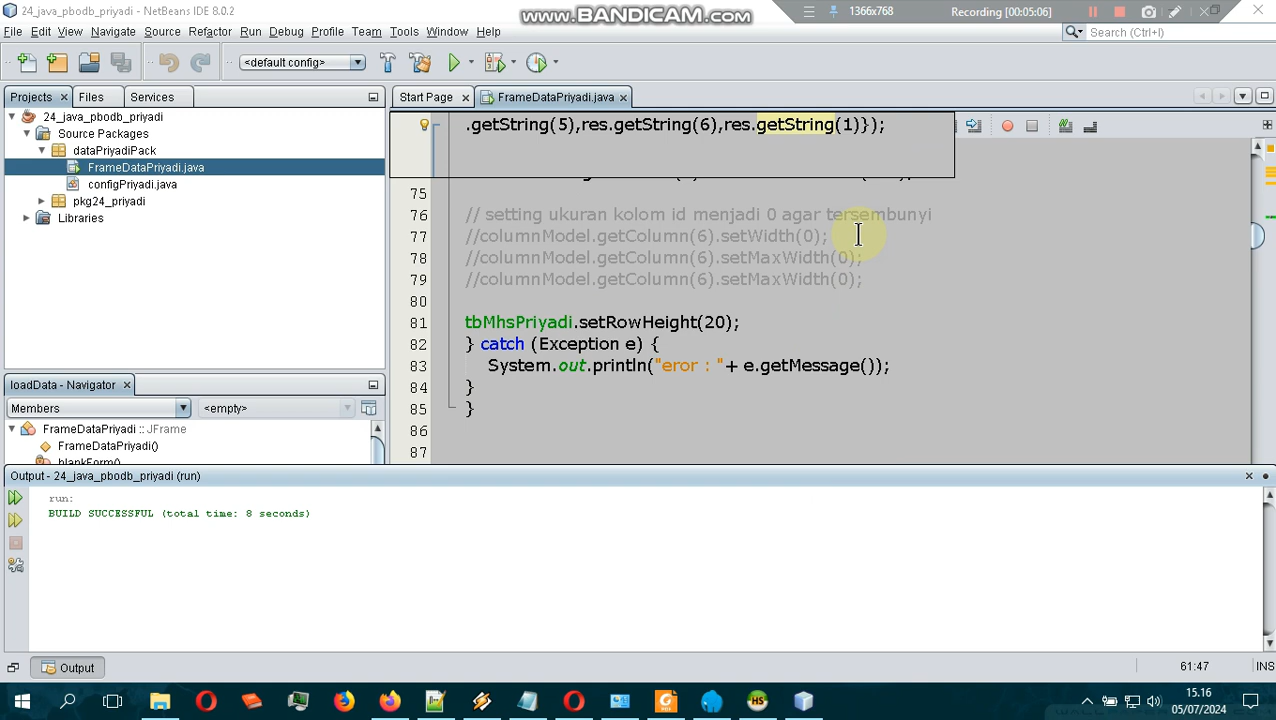 24_java_pbodb_priyadi - NetBeans IDE 8.0.2
www.BANDICAM.com
1366x768
Recording [00:05:06]
File Edit View Navigate Source Refactor Run Debug Profile Team Tools Window Help
Search (Ctrl+I)
<default config>
Projects Files Services
Start Page FrameDataPriyadi.java
24_java_pbodb_priyadi
Source Packages
dataPriyadiPack
FrameDataPriyadi.java
configPriyadi.java
pkg24_priyadi
Libraries
.getString(5),res.getString(6),res.getString(1)});
75
76 // setting ukuran kolom id menjadi 0 agar tersembunyi
77 //columnModel.getColumn(6).setWidth(0);
78 //columnModel.getColumn(6).setMaxWidth(0);
79 //columnModel.getColumn(6).setMaxWidth(0);
80
81 tbMhsPriyadi.setRowHeight(20);
82 } catch (Exception e) {
83 System.out.println("eror : "+ e.getMessage());
84 }
85 }
86
87
loadData - Navigator
Members <empty>
FrameDataPriyadi :: JFrame
FrameDataPriyadi()
blankForm()
Output - 24_java_pbodb_priyadi (run)
run:
BUILD SUCCESSFUL (total time: 8 seconds)
Output
61:47 INS
15.16
05/07/2024